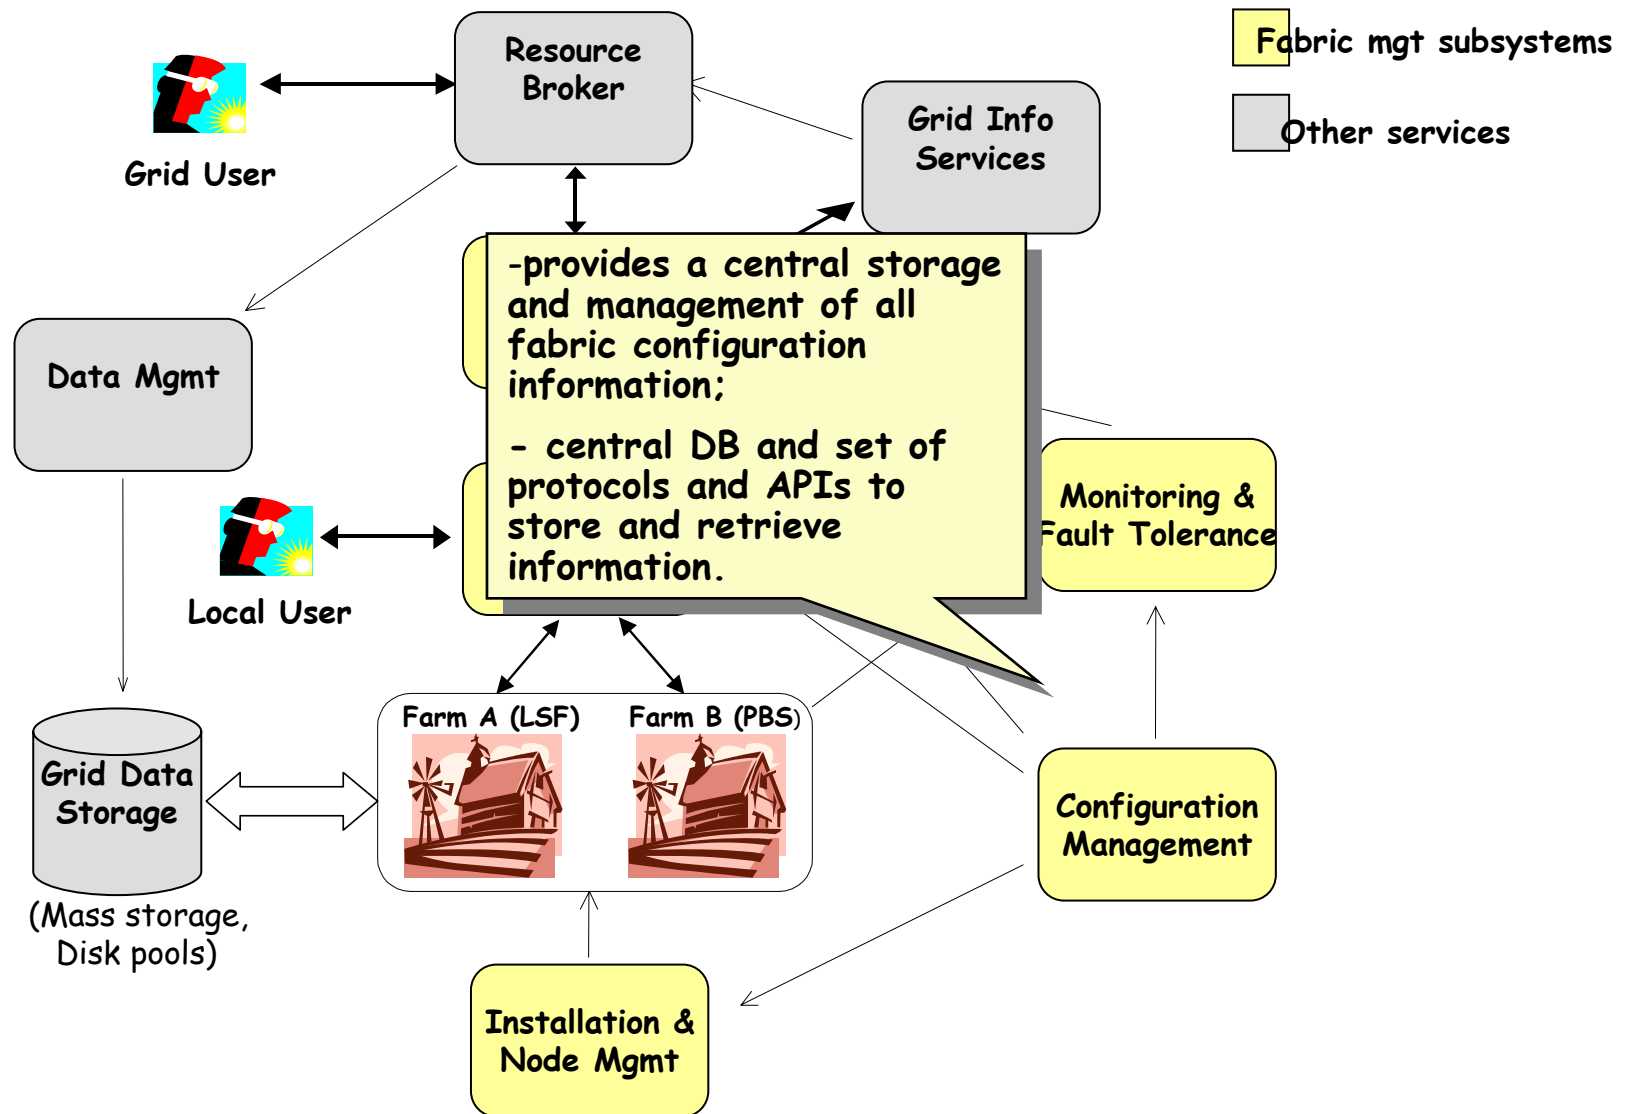 Resource
Broker
Fabric mgt subsystems
Grid Info
Services
Other services
Grid User
-provides a central storage
and management of all
fabric configuration
information;
- central DB and set of
protocols and APIs to
store and retrieve
information.
Data Mgmt
Monitoring &
Fault Tolerance
Local User
Farm A (LSF)
Farm B (PBS)
Grid Data
Storage
Configuration
Management
(Mass storage,
Disk pools)
Installation &
Node Mgmt